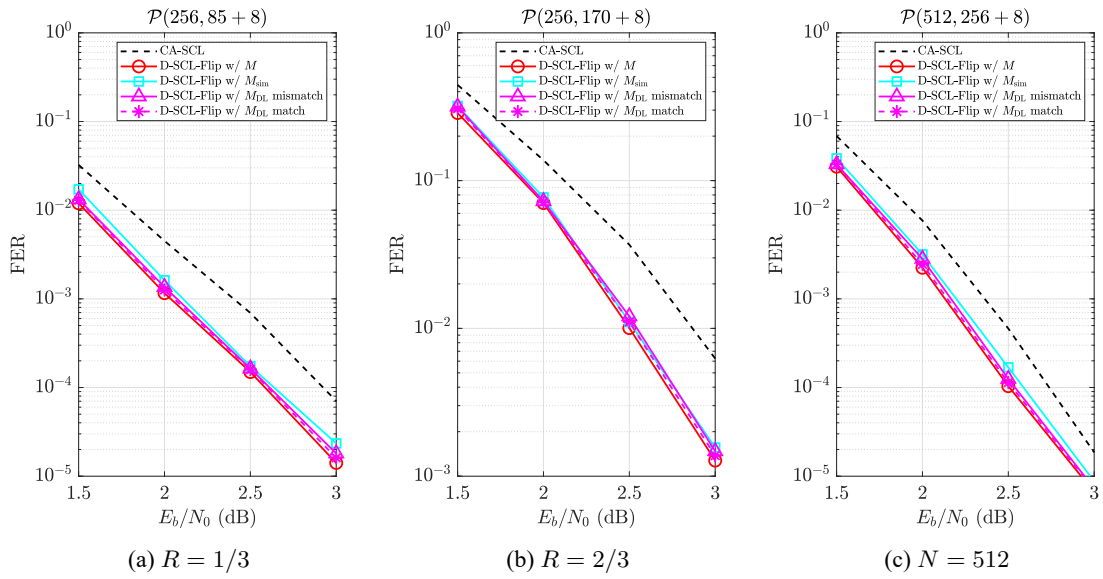 P(256, 85 + 8)
10^0
10^-1
10^-2
10^-3
10^-4
10^-5
FER
CA-SCL
D-SCL-Flip w/ M
D-SCL-Flip w/ M_sim
D-SCL-Flip w/ M_DL mismatch
D-SCL-Flip w/ M_DL match
1.5 2 2.5 3
E_b/N_0 (dB)
(a) R = 1/3
P(256, 170 + 8)
10^0
10^-1
10^-2
10^-3
FER
CA-SCL
D-SCL-Flip w/ M
D-SCL-Flip w/ M_sim
D-SCL-Flip w/ M_DL mismatch
D-SCL-Flip w/ M_DL match
1.5 2 2.5 3
E_b/N_0 (dB)
(b) R = 2/3
P(512, 256 + 8)
10^0
10^-1
10^-2
10^-3
10^-4
10^-5
FER
CA-SCL
D-SCL-Flip w/ M
D-SCL-Flip w/ M_sim
D-SCL-Flip w/ M_DL mismatch
D-SCL-Flip w/ M_DL match
1.5 2 2.5 3
E_b/N_0 (dB)
(c) N = 512